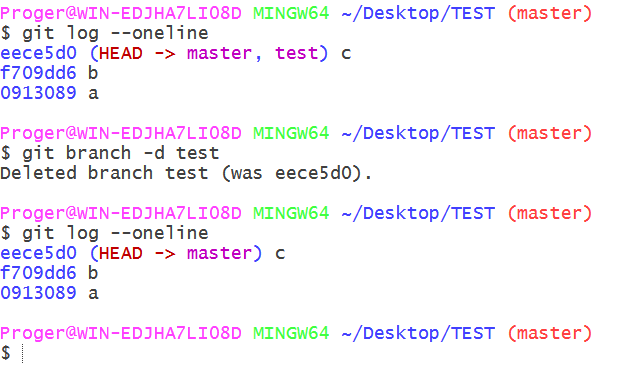 Proger@WIN-EDJHA7LIO8D MINGW64 ~/Desktop/TEST (master)
$ git log --oneline
eece5d0 (HEAD -> master, test) c
f709dd6 b
0913089 a
Proger@WIN-EDJHA7LIO8D MINGW64 ~/Desktop/TEST (master)
$ git branch -d test
Deleted branch test (was eece5d0).
Proger@WIN-EDJHA7LIO8D MINGW64 ~/Desktop/TEST (master)
$ git log --oneline
eece5d0 (HEAD -> master) c
f709dd6 b
0913089 a
Proger@WIN-EDJHA7LIO8D MINGW64 ~/Desktop/TEST (master)
$